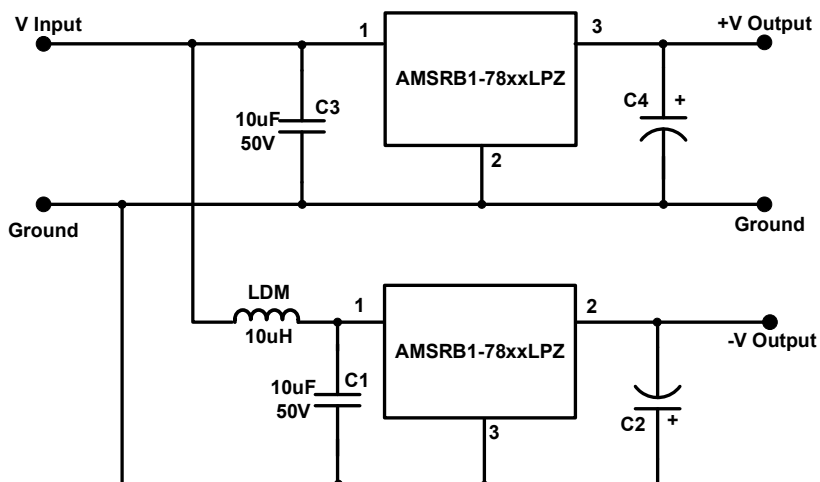 V Input
1
3
+V Output
AMSRB1-78xxLPZ
C3
10uF
50V
C4
+
2
Ground
Ground
LDM
10uH
1
2
AMSRB1-78xxLPZ
-V Output
C1
10uF
50V
C2
+
3